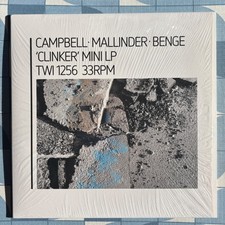 CAMPBELL · MALLINDER · BENGE
'CLINKER' MINI LP
TWI 1256 33RPM